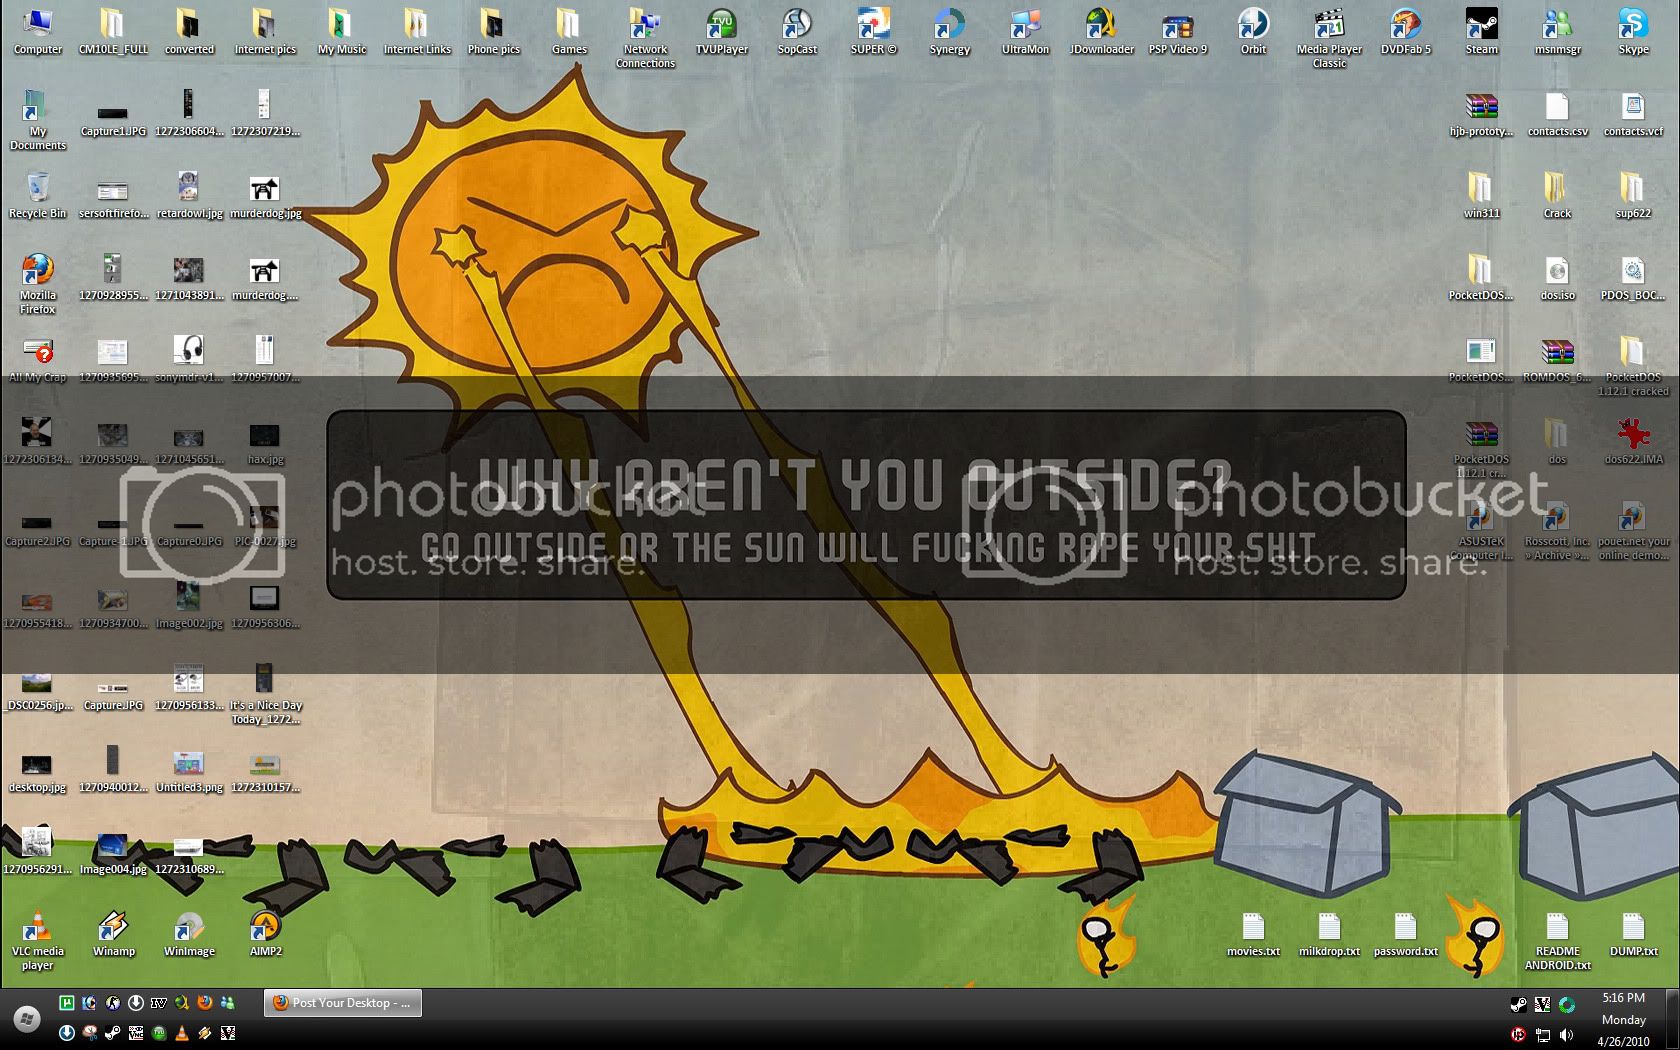 Computer CM10LE_FULL converted Internet pics My Music Internet Links Phone pics Games Network Connections TVUPlayer SopCast SUPER © Synergy UltraMon JDownloader PSP Video 9 Orbit Media Player Classic DVDFab 5 Steam msnmsgr Skype
My Documents Capture1.JPG 1272306604... 1272307219... hjb-prototy... contacts.csv contacts.vcf
Recycle Bin sersoftfirefo... retardowl.jpg murderdog.jpg win311 Crack sup622
Mozilla Firefox 1270928955... 1271043891... murderdog.... PocketDOS... dos.iso PDOS_BOC...
All My Crap 1270935695... sonymdr-v1... 1270957007... PocketDOS... ROMDOS_6... PocketDOS 1.12.1 cracked
1272306134... 1270935049... 1271045651... hax.jpg PocketDOS 1.12.1 cr... dos dos622.IMA
WHY AREN'T YOU OUTSIDE?
photobucket photobucket
Capture2.JPG Capture-1.JPG Capture0.JPG PIC-0027.jpg ASUSTeK Computer I... Rosscott, Inc. » Archive »... pouet.net your online demo...
GO OUTSIDE OR THE SUN WILL FUCKING RAPE YOUR SHIT
host. store. share. host. store. share.
1270955418... 1270934700... Image002.jpg 1270956306...
_DSC0256.jp... Capture.JPG 1270956133... It's a Nice Day Today_1272...
desktop.jpg 1270940012... Untitled3.png 1272310157...
1270956291... Image004.jpg 1272310689...
VLC media player Winamp WinImage AIMP2 movies.txt milkdrop.txt password.txt README ANDROID.txt DUMP.txt
Post Your Desktop - ...
5:16 PM
Monday
4/26/2010